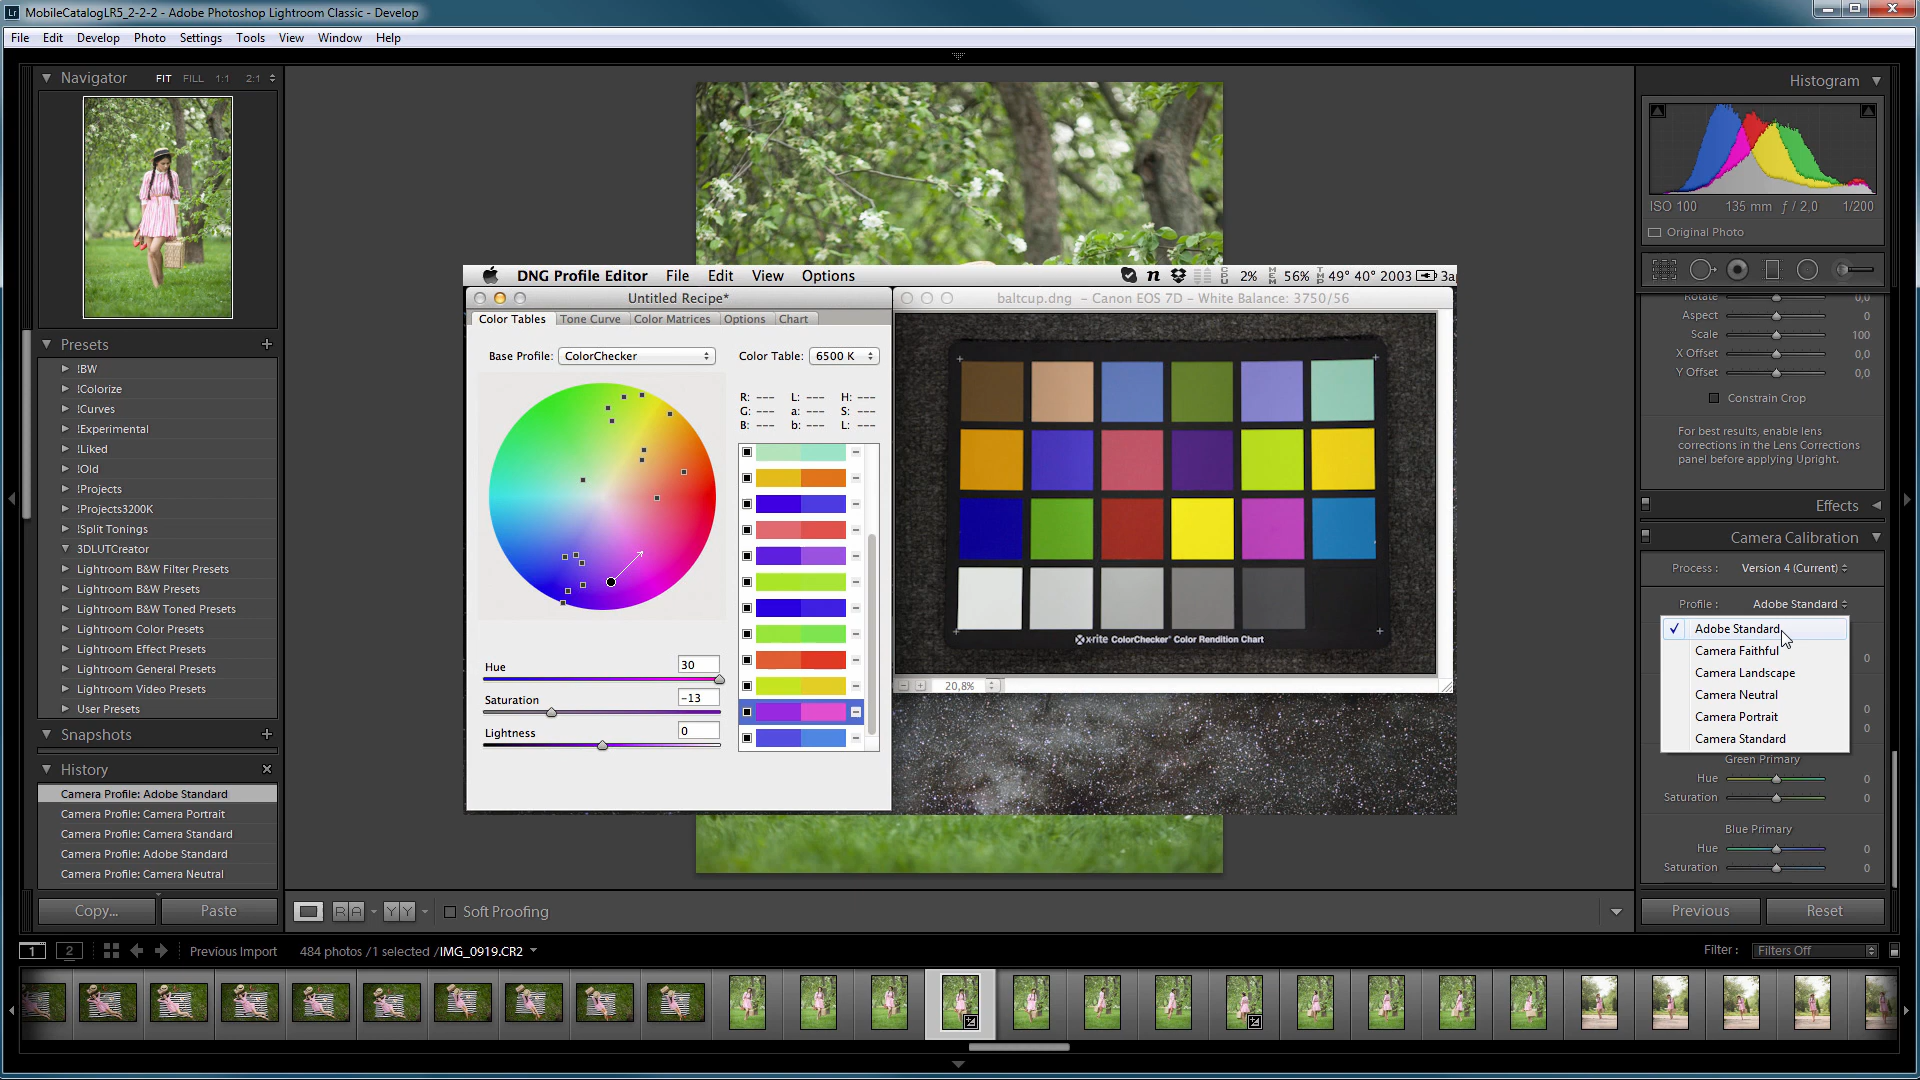 MobileCatalogLR5_2-2-2 - Adobe Photoshop Lightroom Classic - Develop
File Edit Develop Photo Settings Tools View Window Help
Navigator FIT FILL 1:1 2:1
Presets +
!BW
!Colorize
!Curves
!Experimental
!Liked
!Old
!Projects
!Projects3200K
!Split Tonings
3DLUTCreator
Lightroom B&W Filter Presets
Lightroom B&W Presets
Lightroom B&W Toned Presets
Lightroom Color Presets
Lightroom Effect Presets
Lightroom General Presets
Lightroom Video Presets
User Presets
Snapshots +
History ×
Camera Profile: Adobe Standard
Camera Profile: Camera Portrait
Camera Profile: Camera Standard
Camera Profile: Adobe Standard
Camera Profile: Camera Neutral
Copy... Paste
DNG Profile Editor File Edit View Options
CPU 2% MEM 56% TMP 49° 40° 2003
Untitled Recipe*
Color Tables Tone Curve Color Matrices Options Chart
Base Profile: ColorChecker Color Table: 6500 K
R: --- L: --- H: ---
G: --- a: --- S: ---
B: --- b: --- L: ---
Hue 30
Saturation -13
Lightness 0
baltcup.dng – Canon EOS 7D – White Balance: 3750/56
x-rite ColorChecker® Color Rendition Chart
20,8%
Soft Proofing
Histogram
ISO 100 135 mm ƒ / 2,0 1/200
Original Photo
Rotate 0,0
Aspect 0
Scale 100
X Offset 0,0
Y Offset 0,0
Constrain Crop
For best results, enable lens
corrections in the Lens Corrections
panel before applying Upright.
Effects
Camera Calibration
Process : Version 4 (Current)
Profile : Adobe Standard
Adobe Standard
Camera Faithful
Camera Landscape
Camera Neutral
Camera Portrait
Camera Standard
0
0
0
Green Primary
Hue 0
Saturation 0
Blue Primary
Hue 0
Saturation 0
Previous Reset
1 2 Previous Import 484 photos /1 selected /IMG_0919.CR2
Filter : Filters Off